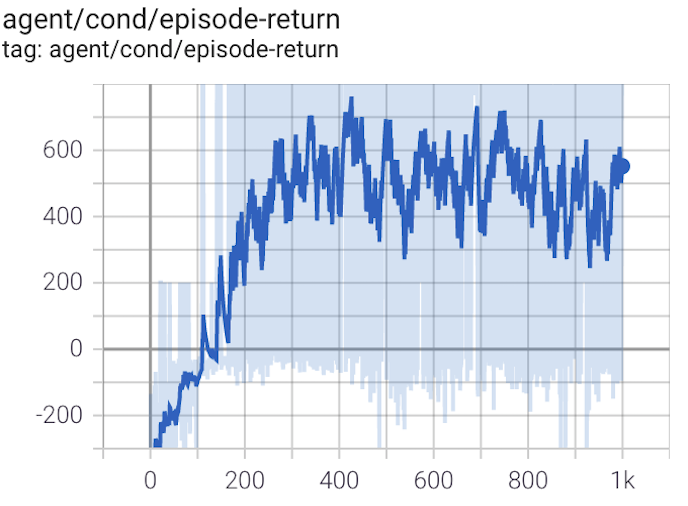 agent/cond/episode-return
tag: agent/cond/episode-return
600
400
200
0
-200
0 200 400 600 800 1k